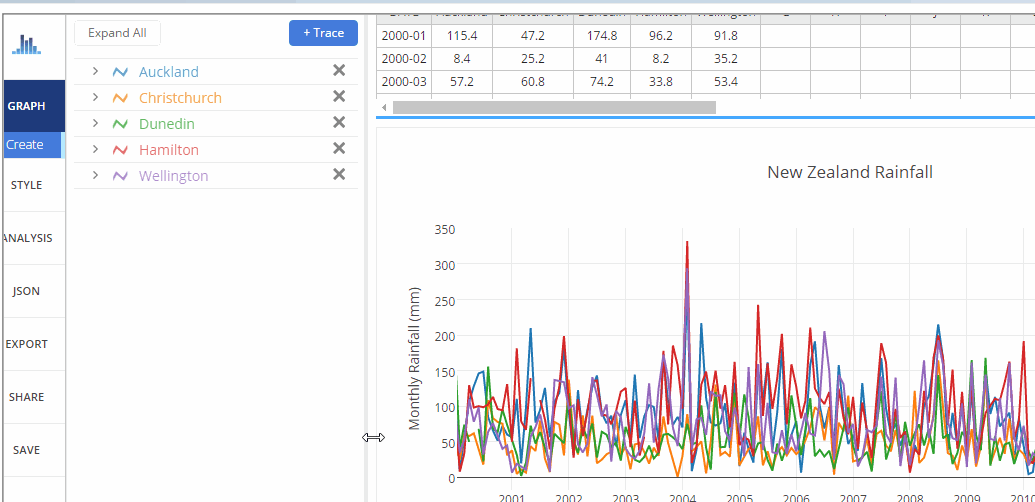 Expand All
+ Trace
Auckland
Christchurch
Dunedin
Hamilton
Wellington
GRAPH
Create
STYLE
ANALYSIS
JSON
EXPORT
SHARE
SAVE
2000-01 115.4 47.2 174.8 96.2 91.8
2000-02 8.4 25.2 41 8.2 35.2
2000-03 57.2 60.8 74.2 33.8 53.4
New Zealand Rainfall
Monthly Rainfall (mm)
350
300
250
200
150
100
50
0
2001 2002 2003 2004 2005 2006 2007 2008 2009 2010